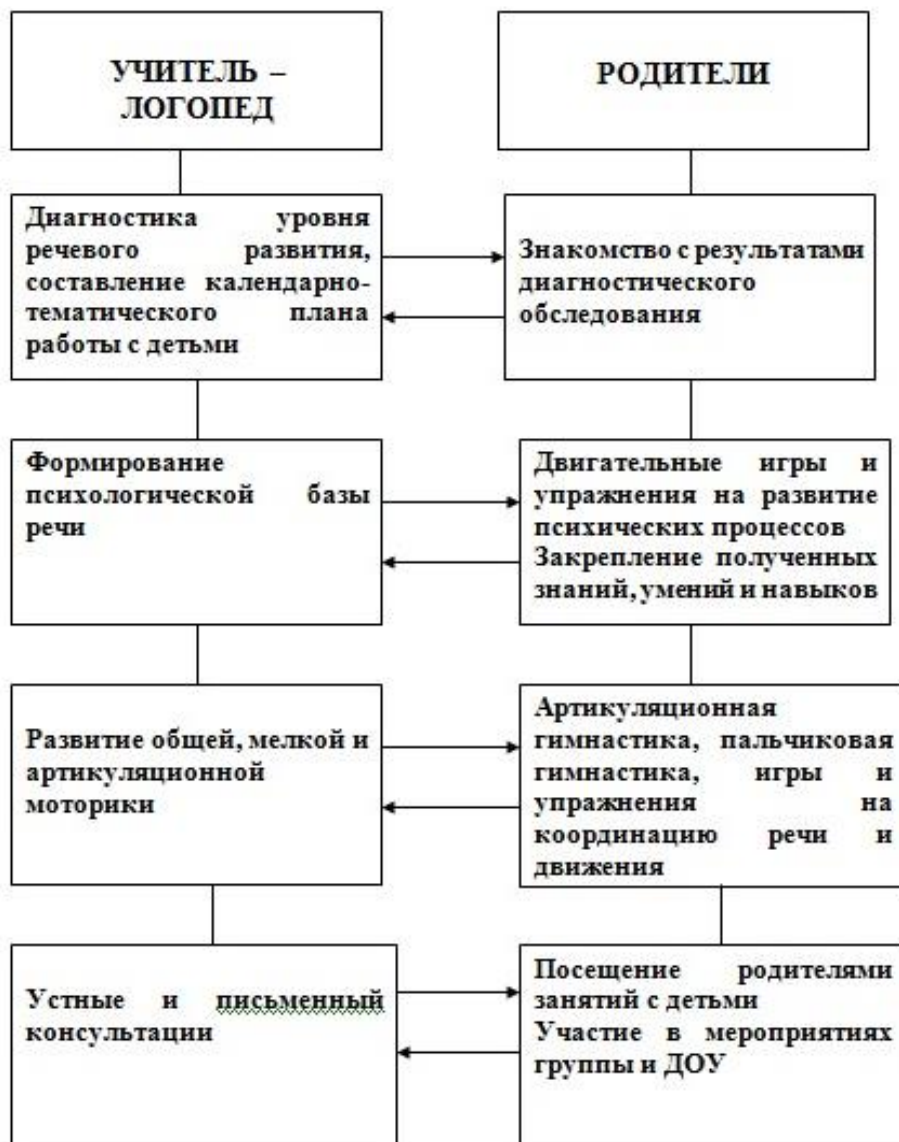 УЧИТЕЛЬ –
ЛОГОПЕД
РОДИТЕЛИ
Диагностика уровня
речевого развития,
составление календарно-
тематического плана
работы с детьми
Знакомство с результатами
диагностического
обследования
Формирование
психологической базы
речи
Двигательные игры и
упражнения на развитие
психических процессов
Закрепление полученных
знаний, умений и навыков
Развитие общей, мелкой и
артикуляционной
моторики
Артикуляционная
гимнастика, пальчиковая
гимнастика, игры и
упражнения на
координацию речи и
движения
Устные и письменный
консультации
Посещение родителями
занятий с детьми
Участие в мероприятиях
группы и ДОУ